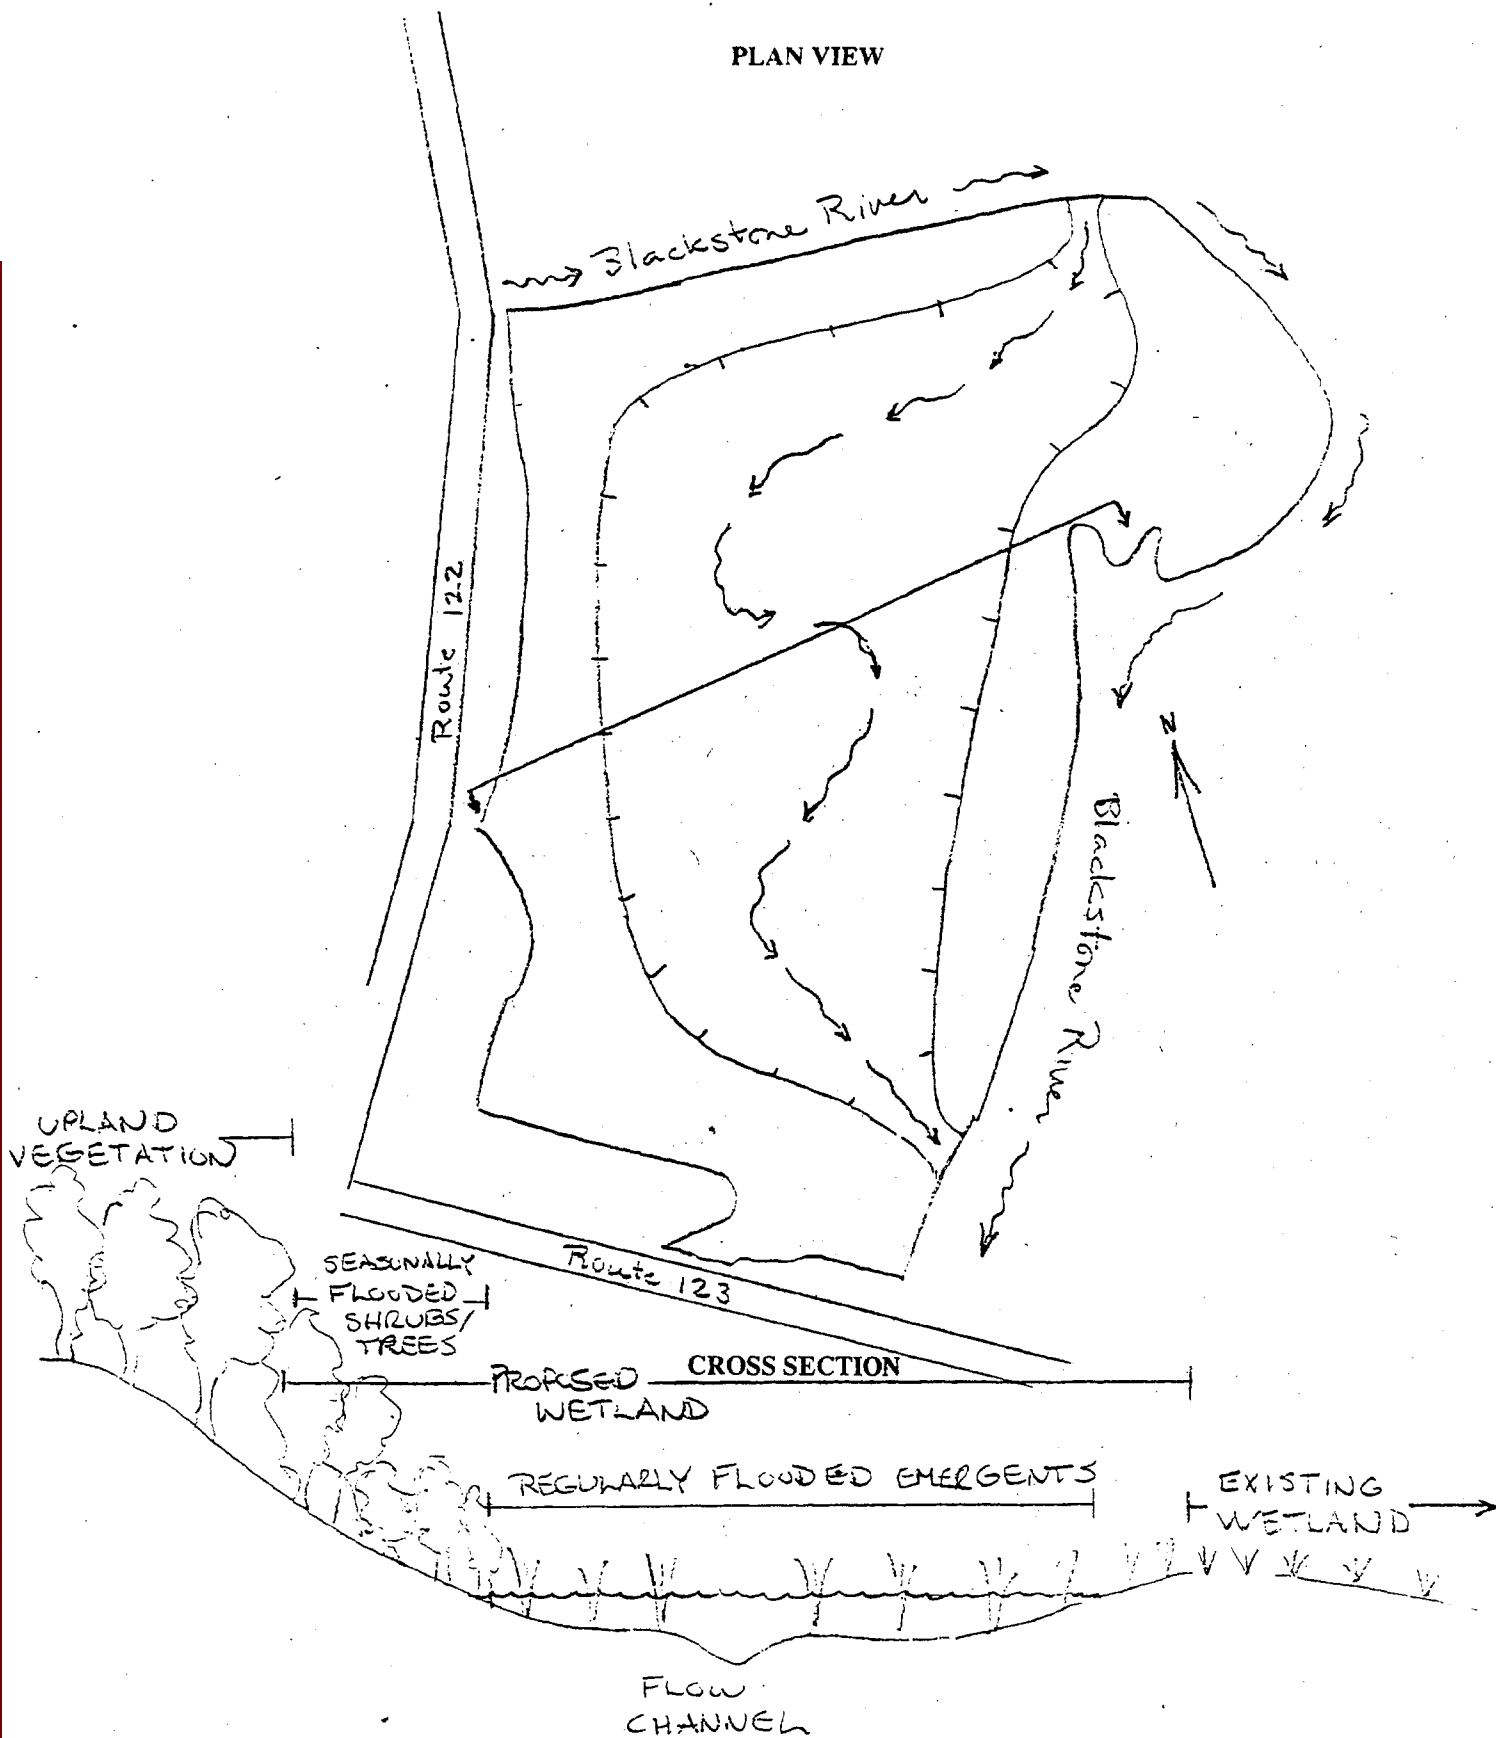 PLAN VIEW
Blackstone River
Route 122
N
Blackstone River
UPLAND
VEGETATION
SEASONALLY
FLOODED
SHRUBS/
TREES
Route 123
CROSS SECTION
PROPOSED
WETLAND
REGULARLY FLOODED EMERGENTS
EXISTING
WETLAND
FLOW
CHANNEL